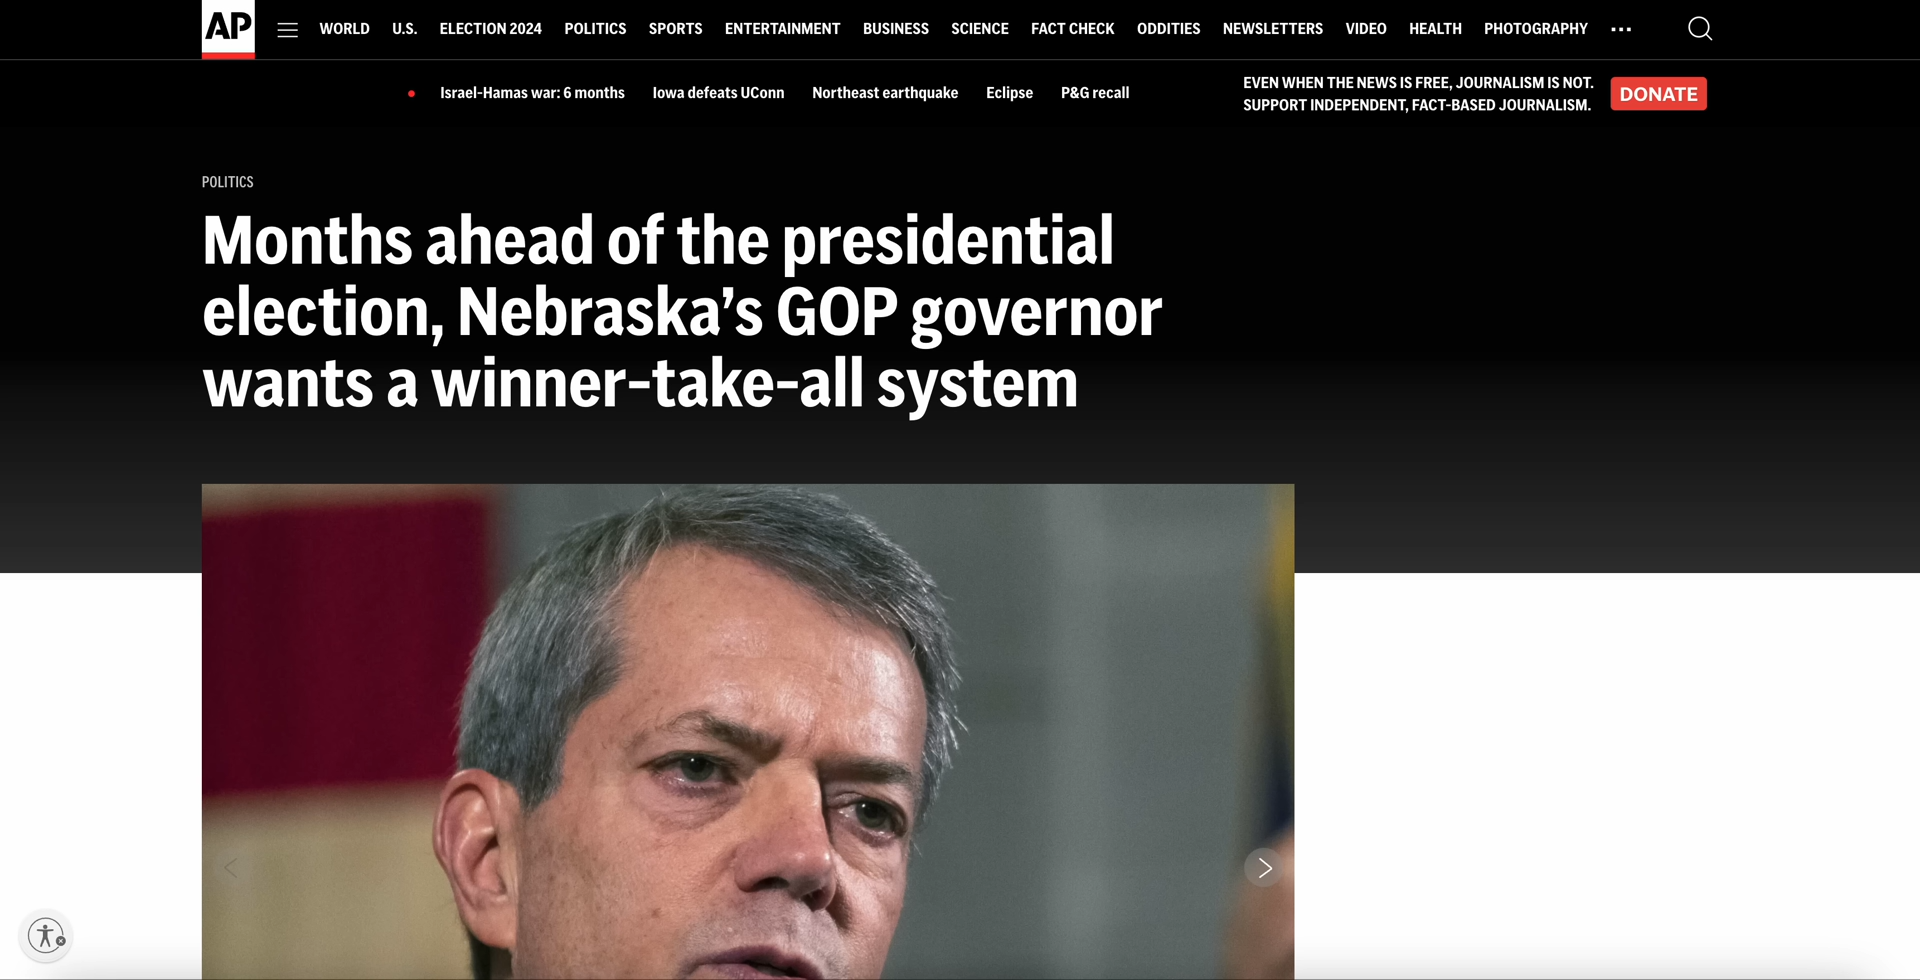 AP
WORLD U.S. ELECTION 2024 POLITICS SPORTS ENTERTAINMENT BUSINESS SCIENCE FACT CHECK ODDITIES NEWSLETTERS VIDEO HEALTH PHOTOGRAPHY ...
Israel-Hamas war: 6 months Iowa defeats UConn Northeast earthquake Eclipse P&G recall
EVEN WHEN THE NEWS IS FREE, JOURNALISM IS NOT.
SUPPORT INDEPENDENT, FACT-BASED JOURNALISM.
DONATE
POLITICS
Months ahead of the presidential
election, Nebraska’s GOP governor
wants a winner-take-all system